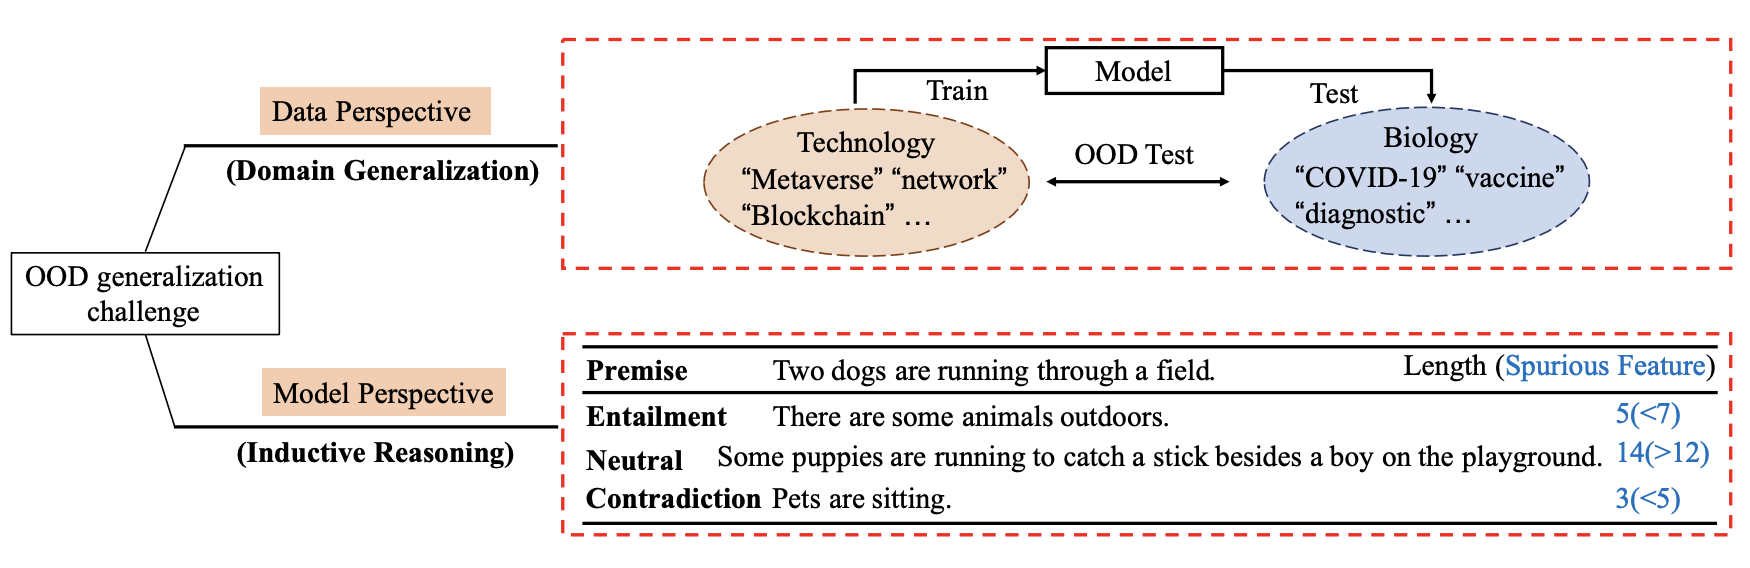 OOD generalization
challenge
Data Perspective
(Domain Generalization)
Train
Model
Test
Technology
“Metaverse” “network”
“Blockchain” …
OOD Test
Biology
“COVID-19” “vaccine”
“diagnostic” …
Model Perspective
(Inductive Reasoning)
Premise Two dogs are running through a field. Length (Spurious Feature)
Entailment There are some animals outdoors. 5(<7)
Neutral Some puppies are running to catch a stick besides a boy on the playground. 14(>12)
Contradiction Pets are sitting. 3(<5)